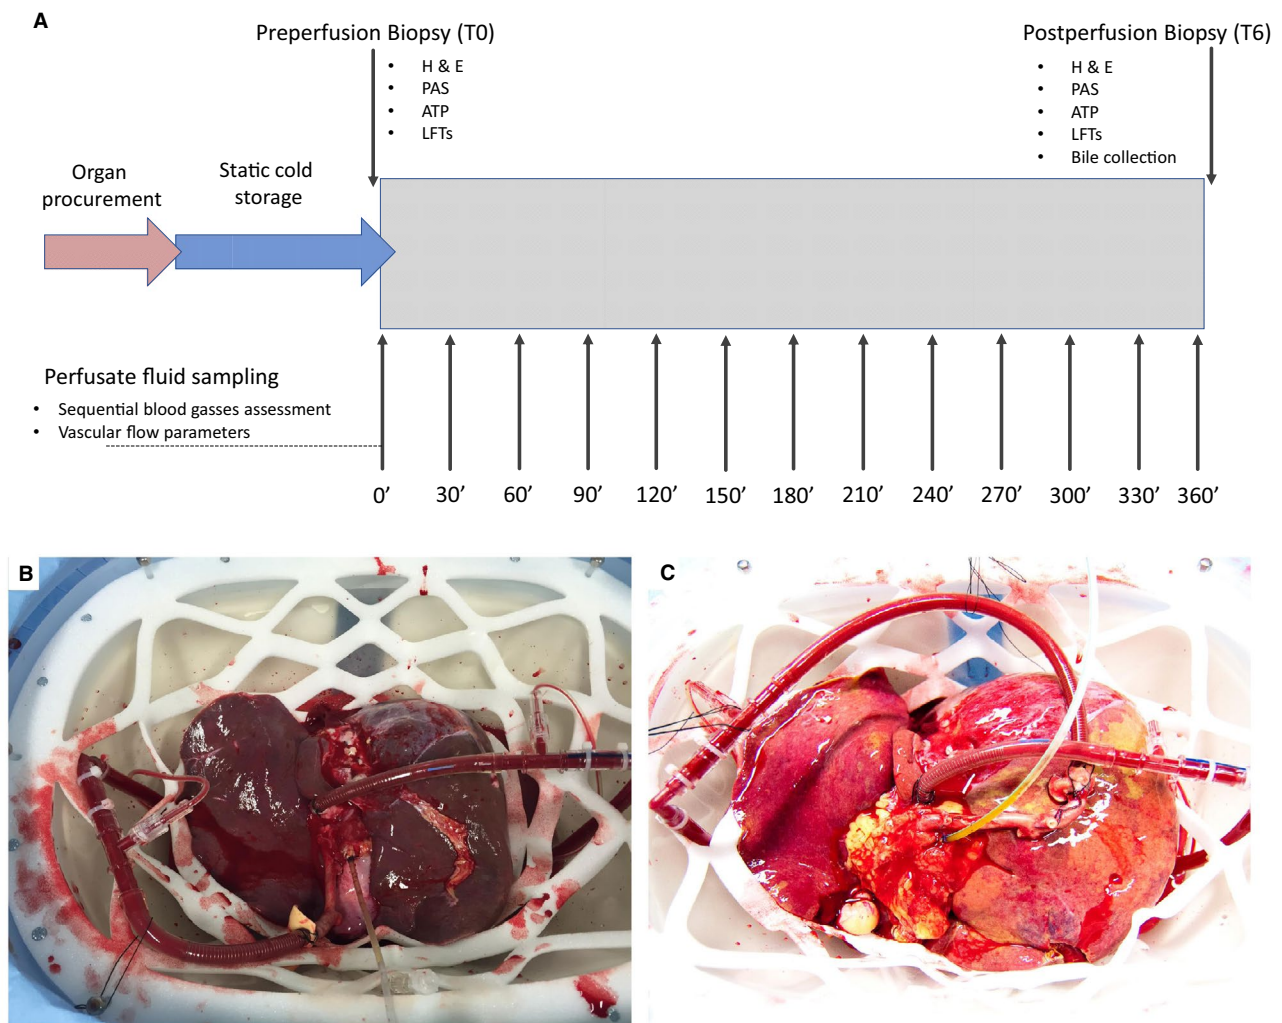 A
Preperfusion Biopsy (T0)
• H & E
• PAS
• ATP
• LFTs
Postperfusion Biopsy (T6)
• H & E
• PAS
• ATP
• LFTs
• Bile collection
Organ
procurement
Static cold
storage
Perfusate fluid sampling
• Sequential blood gasses assessment
• Vascular flow parameters
0’ 30’ 60’ 90’ 120’ 150’ 180’ 210’ 240’ 270’ 300’ 330’ 360’
B
C